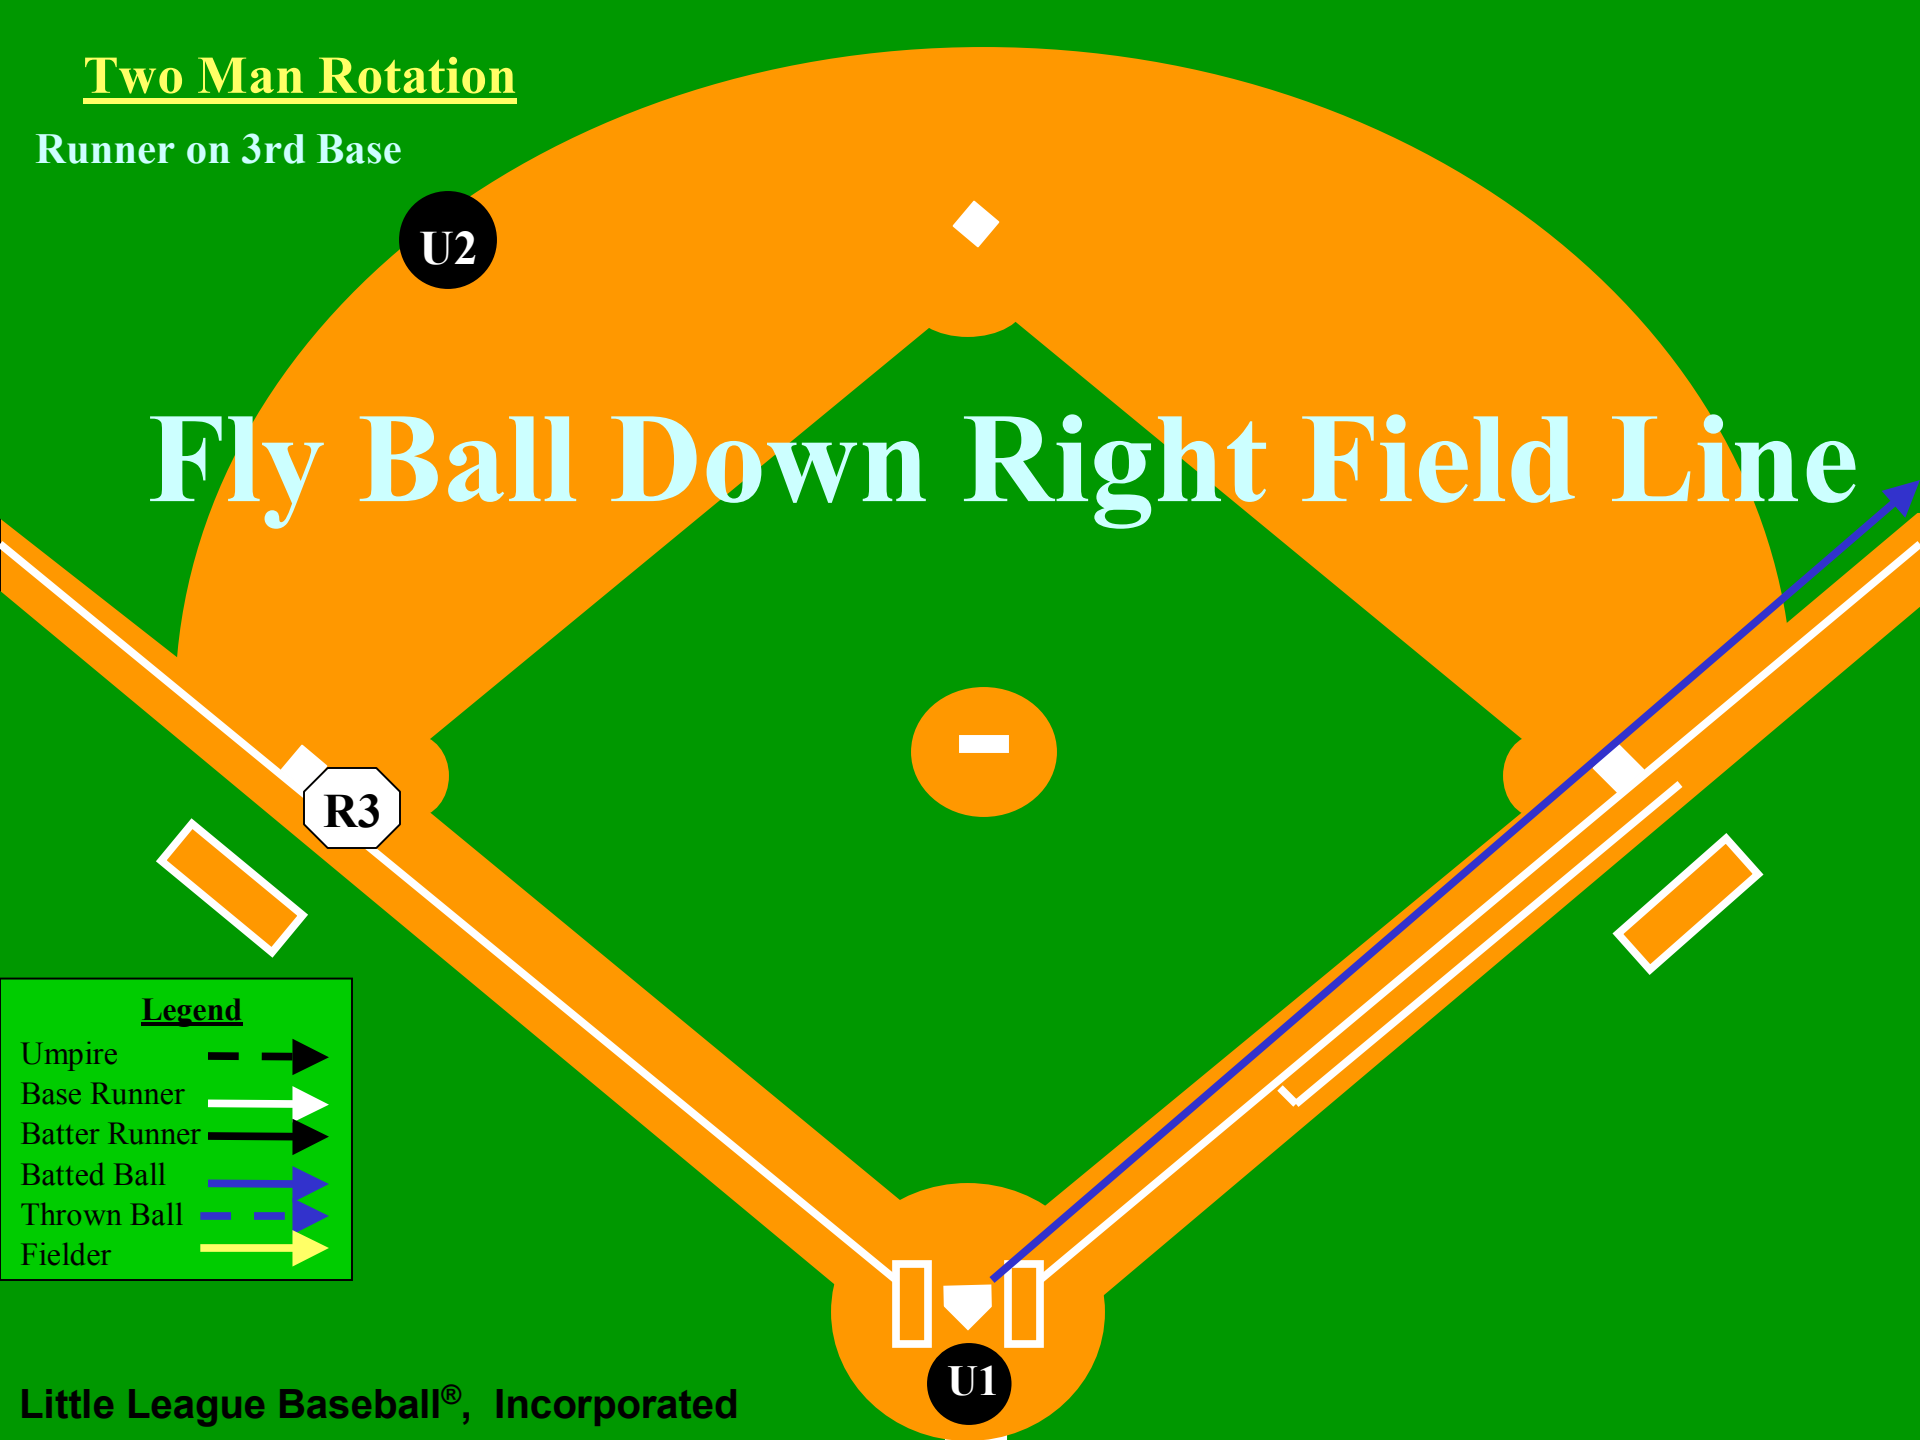 Two Man Rotation
Runner on 3rd Base
U2
Fly Ball Down Right Field Line
R3
Legend
Umpire
Base Runner
Batter Runner
Batted Ball
Thrown Ball
Fielder
U1
Little League Baseball®, Incorporated